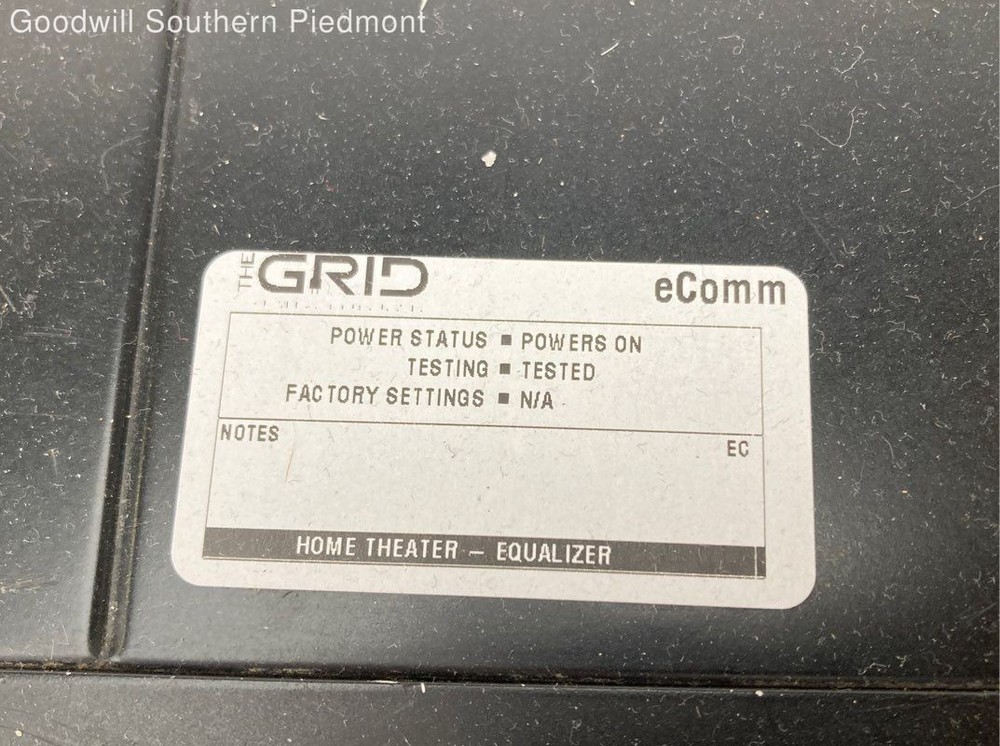 Goodwill Southern Piedmont
THE GRID
eComm
POWER STATUS ▪ POWERS ON
TESTING ▪ TESTED
FACTORY SETTINGS ▪ N/A
NOTES
EC
HOME THEATER – EQUALIZER